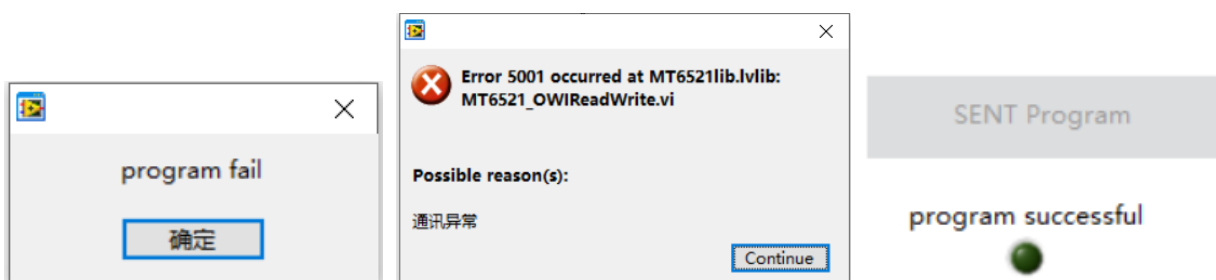 program fail
确定
Error 5001 occurred at MT6521lib.lvlib:
MT6521_OWIReadWrite.vi
Possible reason(s):
通讯异常
Continue
SENT Program
program successful